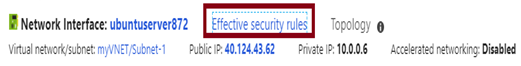 Network Interface: ubuntuserver872 Effective security rules Topology
Virtual network/subnet: myVNET/Subnet-1 Public IP: 40.124.43.62 Private IP: 10.0.0.6 Accelerated networking: Disabled